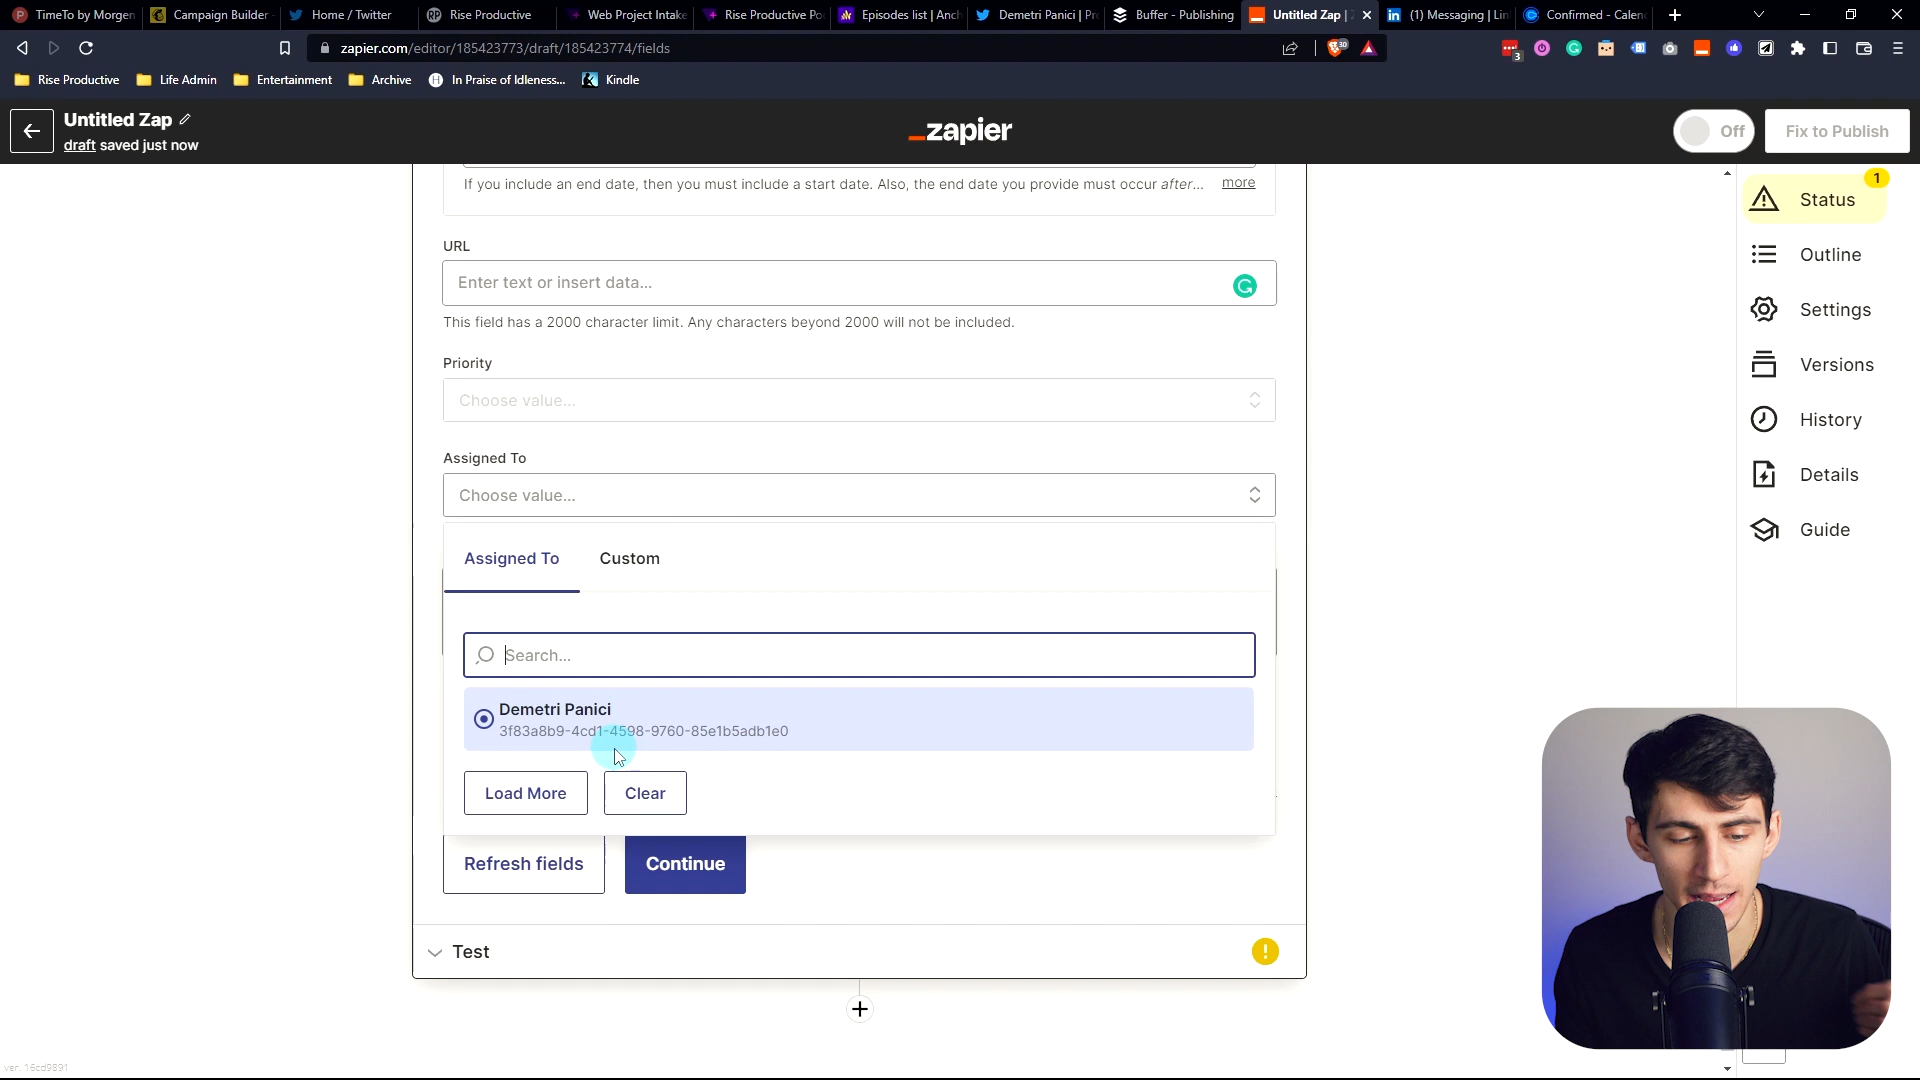 TimeTo by Morgen
Campaign Builder
Home / Twitter
Rise Productive
Web Project Intake
Rise Productive Po
Episodes list | Anch
Demetri Panici | Pr
Buffer - Publishing
Untitled Zap |
(1) Messaging | Lin
Confirmed - Calen
zapier.com/editor/185423773/draft/185423774/fields
Rise Productive
Life Admin
Entertainment
Archive
In Praise of Idleness...
Kindle
Untitled Zap
draft saved just now
_zapier
Off
Fix to Publish
If you include an end date, then you must include a start date. Also, the end date you provide must occur after... more
1
Status
Outline
Settings
Versions
History
Details
Guide
URL
Enter text or insert data...
This field has a 2000 character limit. Any characters beyond 2000 will not be included.
Priority
Choose value...
Assigned To
Choose value...
Assigned To
Custom
Search...
Demetri Panici
3f83a8b9-4cd1-4598-9760-85e1b5adb1e0
Load More
Clear
Refresh fields
Continue
Test
ver. 16cd9891